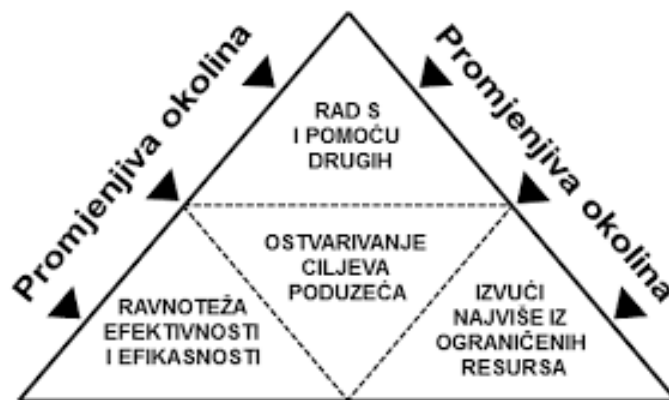 Promjenjiva okolina
Promjenjiva okolina
RAD S
I POMOĆU
DRUGIH
OSTVARIVANJE
CILJEVA
PODUZEĆA
RAVNOTEŽA
EFEKTIVNOSTI
I EFIKASNOSTI
IZVUĆI
NAJVIŠE IZ
OGRANIČENIH
RESURSA